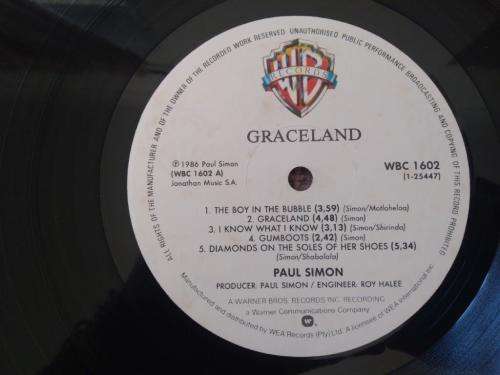 ALL RIGHTS OF THE MANUFACTURER AND OF THE OWNER OF THE RECORDED WORK RESERVED. UNAUTHORISED PUBLIC PERFORMANCE BROADCASTING AND COPYING OF THIS RECORD PROHIBITED
WB
RECORDS
GRACELAND
℗ 1986 Paul Simon
(WBC 1602 A)
Jonathan Music S.A.
WBC 1602
(1-25447)
1. THE BOY IN THE BUBBLE (3,59) (Simon/Motloheloa)
2. GRACELAND (4,48) (Simon)
3. I KNOW WHAT I KNOW (3,13) (Simon/Shirinda)
4. GUMBOOTS (2,42) (Simon)
5. DIAMONDS ON THE SOLES OF HER SHOES (5,34)
(Simon/Shabalala)
PAUL SIMON
PRODUCER: PAUL SIMON / ENGINEER: ROY HALEE
A WARNER BROS. RECORDS INC. RECORDING
a Warner Communications Company
Manufactured and distributed by WEA Records (Pty) Ltd. A licensee of WEA International Inc.